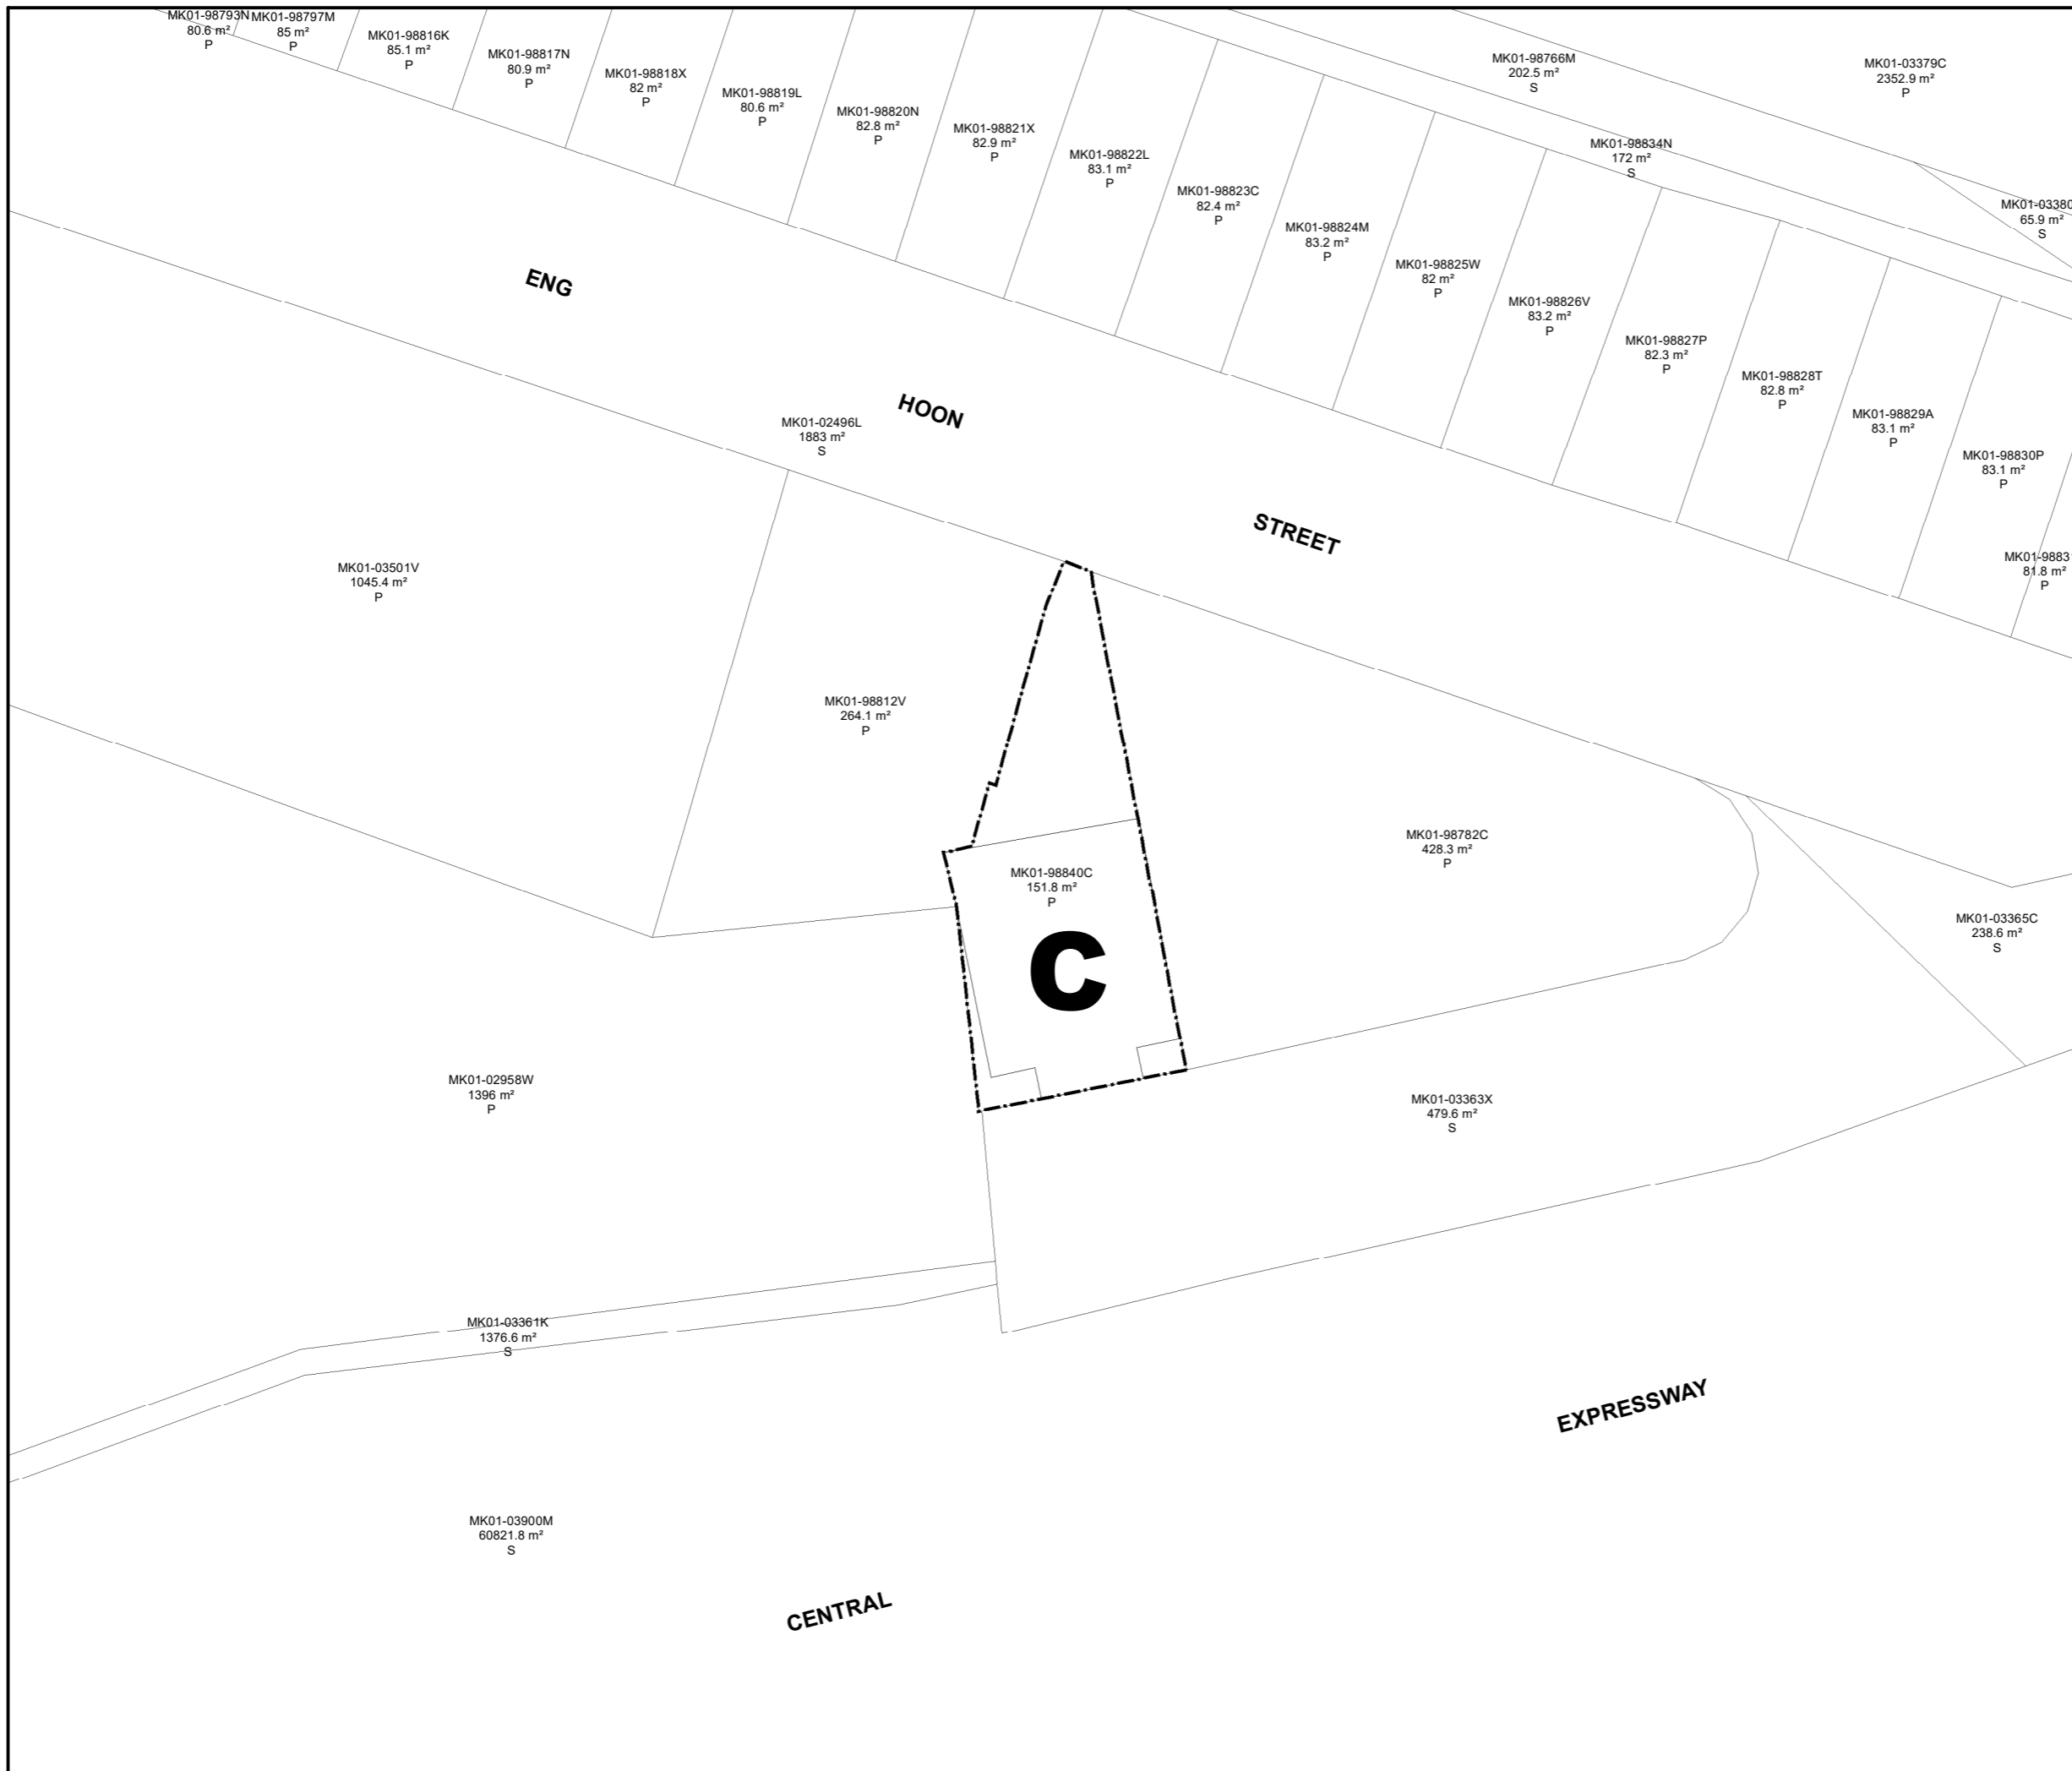 MK01-98793N
80.6 m²
P
MK01-98797M
85 m²
P
MK01-98816K
85.1 m²
P
MK01-98817N
80.9 m²
P
MK01-98818X
82 m²
P
MK01-98819L
80.6 m²
P
MK01-98820N
82.8 m²
P
MK01-98821X
82.9 m²
P
MK01-98822L
83.1 m²
P
MK01-98823C
82.4 m²
P
MK01-98824M
83.2 m²
P
MK01-98825W
82 m²
P
MK01-98826V
83.2 m²
P
MK01-98827P
82.3 m²
P
MK01-98828T
82.8 m²
P
MK01-98829A
83.1 m²
P
MK01-98830P
83.1 m²
P
MK01-9883
81.8 m²
P
MK01-98766M
202.5 m²
S
MK01-03379C
2352.9 m²
P
MK01-98834N
172 m²
S
MK01-03380
65.9 m²
S
ENG
HOON
STREET
MK01-02496L
1883 m²
S
MK01-03501V
1045.4 m²
P
MK01-98812V
264.1 m²
P
MK01-98840C
151.8 m²
P
C
MK01-98782C
428.3 m²
P
MK01-03365C
238.6 m²
S
MK01-02958W
1396 m²
P
MK01-03363X
479.6 m²
S
MK01-03361K
1376.6 m²
S
MK01-03900M
60821.8 m²
S
CENTRAL
EXPRESSWAY